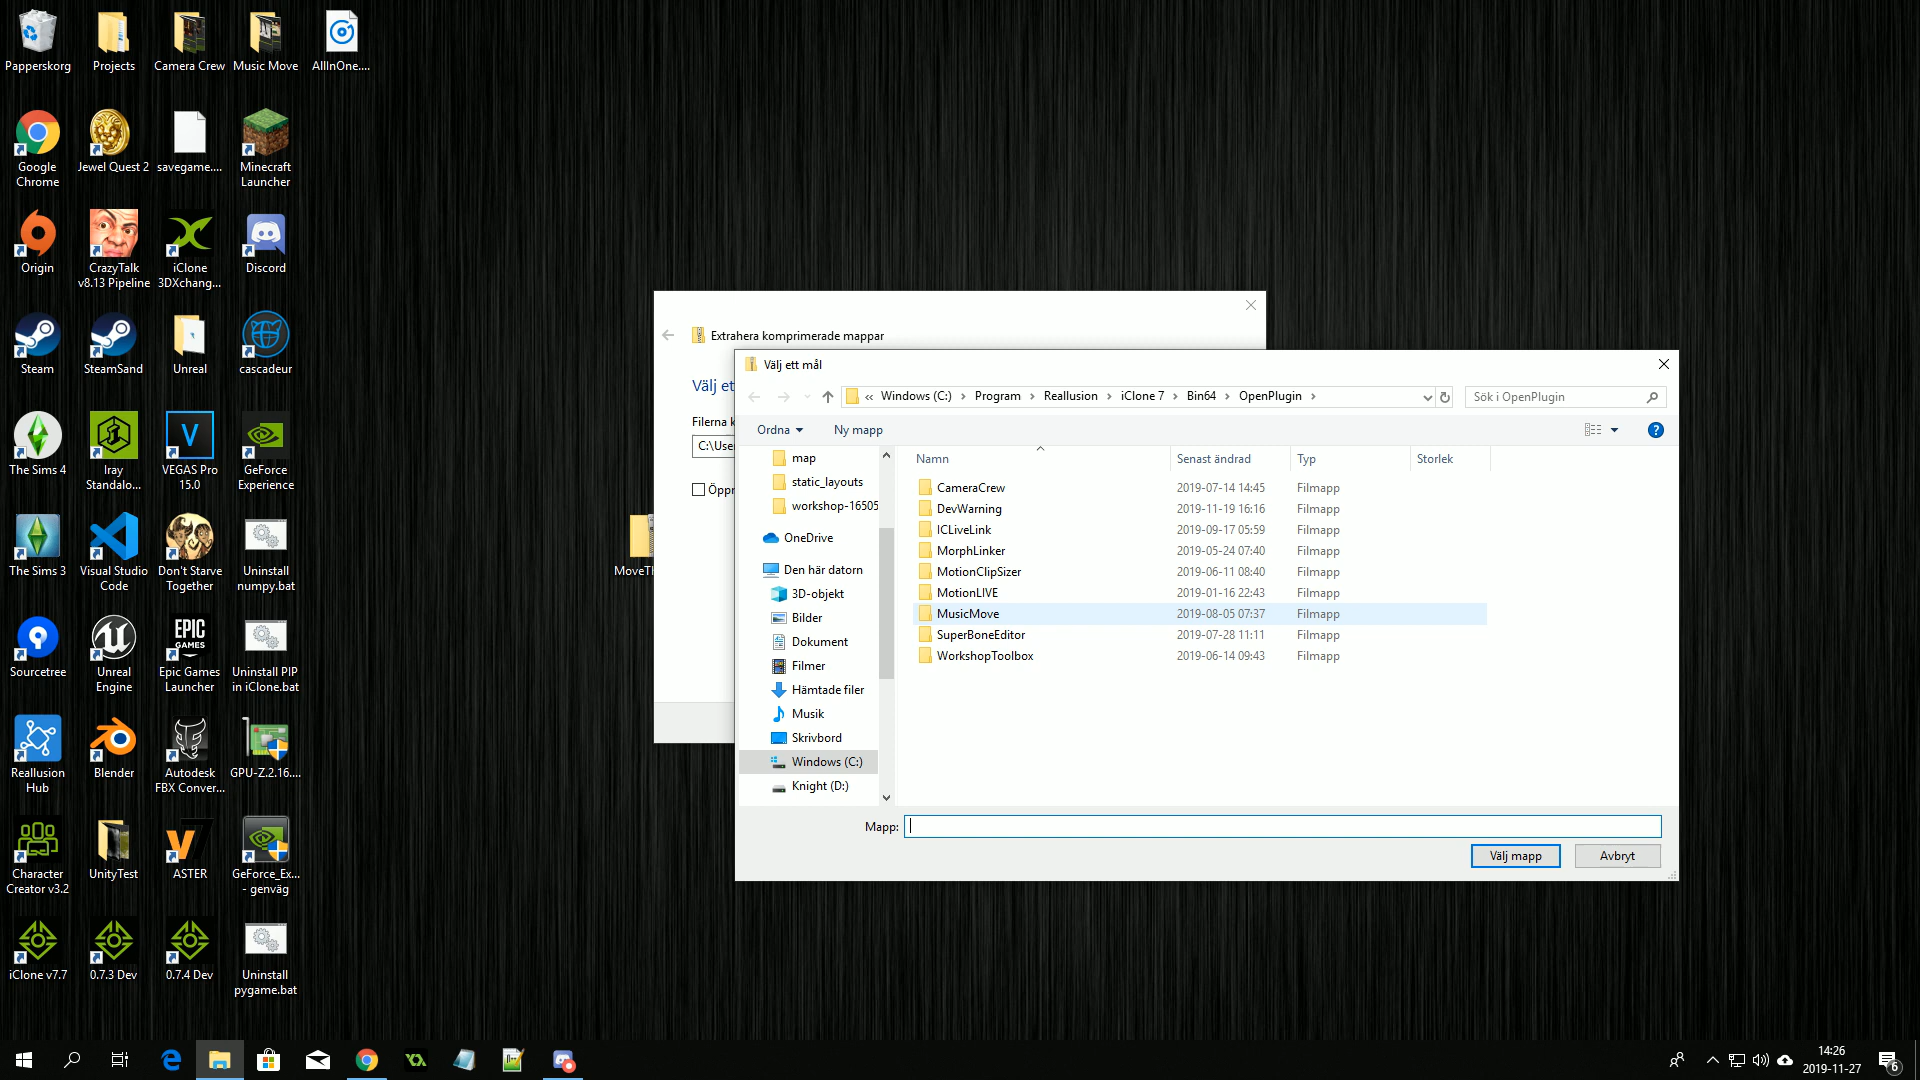 Papperskorg
Projects
Camera Crew
Music Move
AllInOne....
Google
Chrome
Jewel Quest 2
savegame....
Minecraft
Launcher
Origin
CrazyTalk
v8.13 Pipeline
iClone
3DXchang...
Discord
Steam
SteamSand
Unreal
cascadeur
The Sims 4
Iray
Standalo...
VEGAS Pro
15.0
GeForce
Experience
The Sims 3
Visual Studio
Code
Don't Starve
Together
Uninstall
numpy.bat
Sourcetree
Unreal
Engine
EPIC
GAMES
Epic Games
Launcher
Uninstall PIP
in iClone.bat
Reallusion
Hub
Blender
Autodesk
FBX Conver...
GPU-Z.2.16....
Character
Creator v3.2
UnityTest
ASTER
GeForce_Ex...
- genväg
iClone v7.7
0.7.3 Dev
0.7.4 Dev
Uninstall
pygame.bat
Extrahera komprimerade mappar
Välj et
Filerna k
C:\Use
Öppn
MoveTh
Välj ett mål
« Windows (C:) > Program > Reallusion > iClone 7 > Bin64 > OpenPlugin >
Sök i OpenPlugin
Ordna
Ny mapp
map
static_layouts
workshop-16505
OneDrive
Den här datorn
3D-objekt
Bilder
Dokument
Filmer
Hämtade filer
Musik
Skrivbord
Windows (C:)
Knight (D:)
Namn Senast ändrad Typ Storlek
CameraCrew 2019-07-14 14:45 Filmapp
DevWarning 2019-11-19 16:16 Filmapp
ICLiveLink 2019-09-17 05:59 Filmapp
MorphLinker 2019-05-24 07:40 Filmapp
MotionClipSizer 2019-06-11 08:40 Filmapp
MotionLIVE 2019-01-16 22:43 Filmapp
MusicMove 2019-08-05 07:37 Filmapp
SuperBoneEditor 2019-07-28 11:11 Filmapp
WorkshopToolbox 2019-06-14 09:43 Filmapp
Mapp:
Välj mapp
Avbryt
14:26
2019-11-27
6